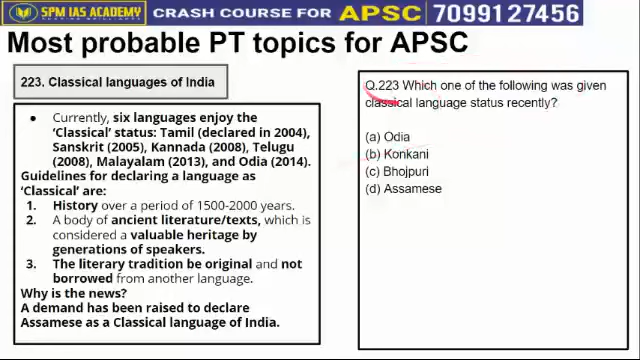 SPM IAS ACADEMY
CRASH COURSE FOR APSC 7099127456
Most probable PT topics for APSC
223. Classical languages of India
● Currently, six languages enjoy the
‘Classical’ status: Tamil (declared in 2004),
Sanskrit (2005), Kannada (2008), Telugu
(2008), Malayalam (2013), and Odia (2014).
Guidelines for declaring a language as
‘Classical’ are:
1. History over a period of 1500-2000 years.
2. A body of ancient literature/texts, which is
considered a valuable heritage by
generations of speakers.
3. The literary tradition be original and not
borrowed from another language.
Why is the news?
A demand has been raised to declare
Assamese as a Classical language of India.
Q.223 Which one of the following was given
classical language status recently?
(a) Odia
(b) Konkani
(c) Bhojpuri
(d) Assamese